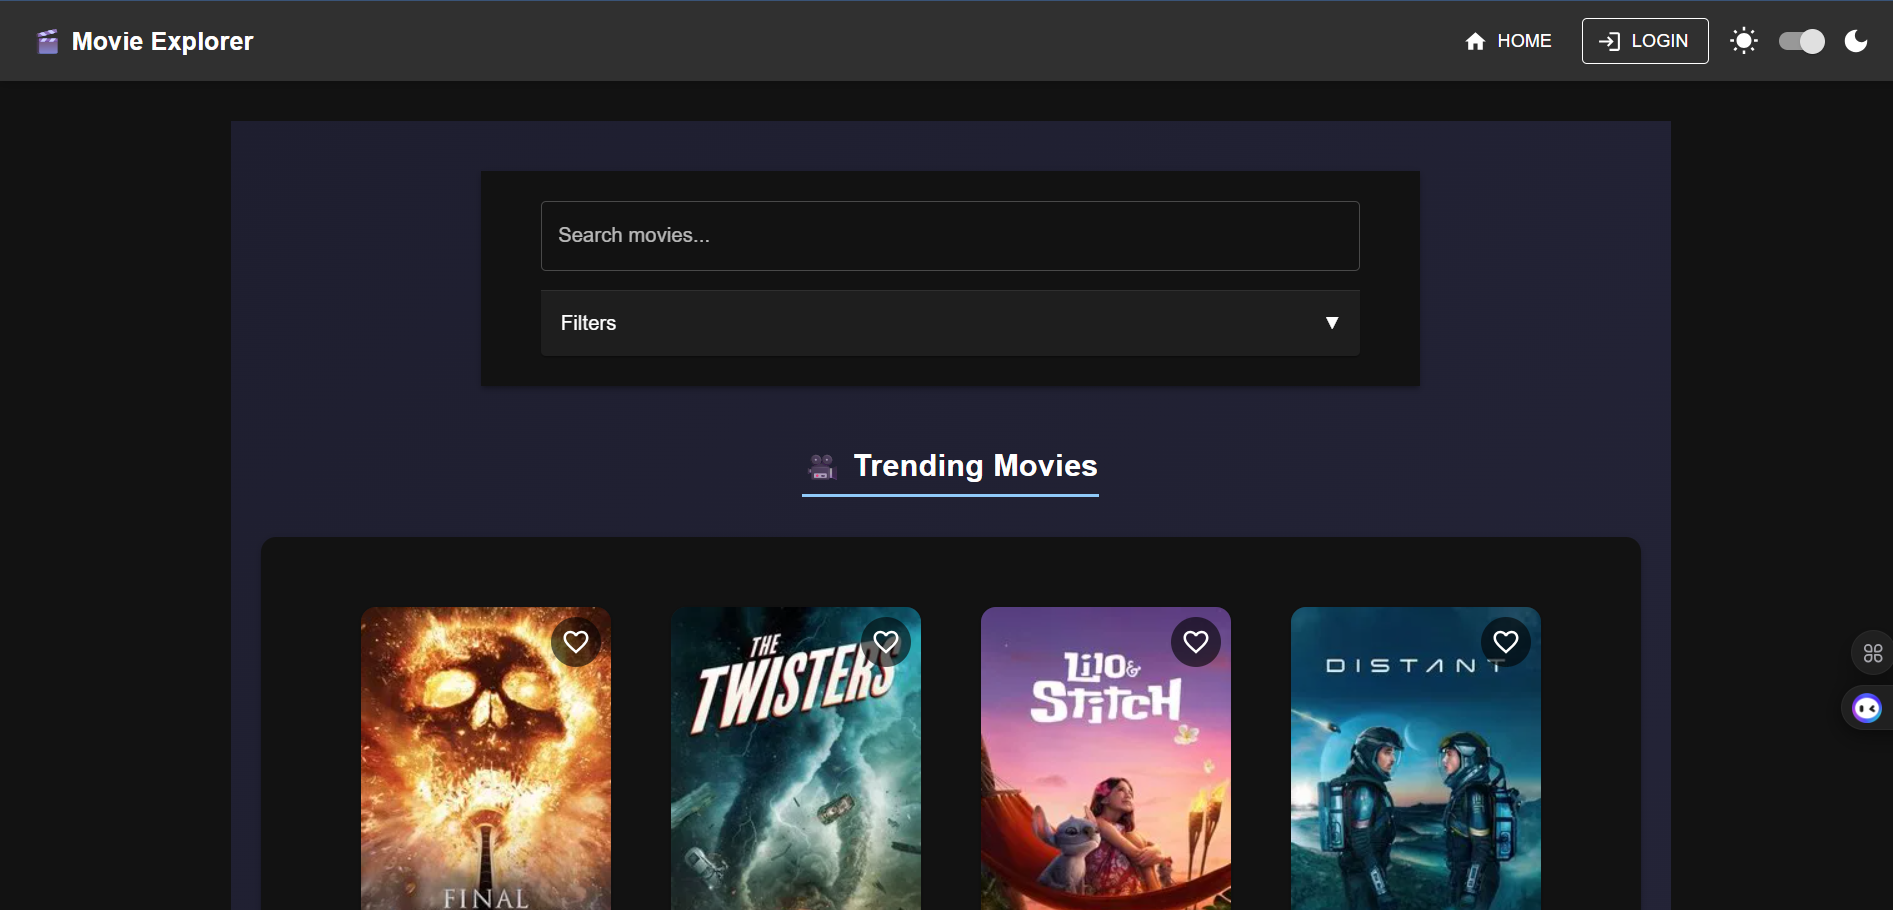 Movie Explorer
HOME
LOGIN
Search movies...
Filters
Trending Movies
THE
TWISTERS
Lilo &
Stitch
DISTANT
FINAL